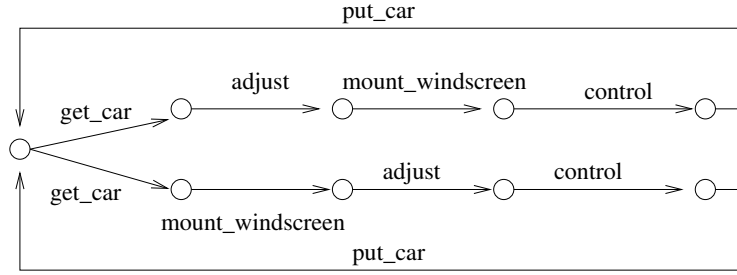 put_car
adjust
mount_windscreen
control
get_car
get_car
adjust
control
mount_windscreen
put_car